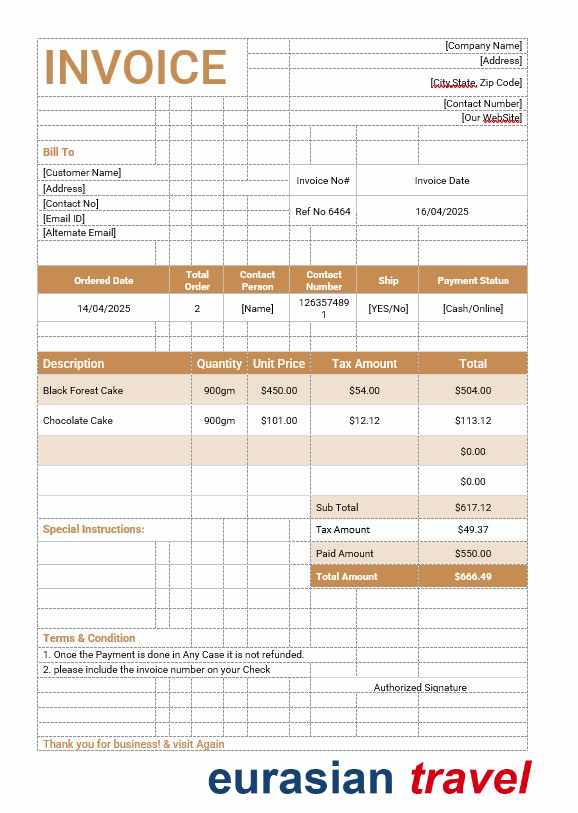 INVOICE
[Company Name]
[Address]
[City,State, Zip Code]
[Contact Number]
[Our WebSite]
Bill To
[Customer Name]
[Address]
[Contact No]
[Email ID]
[Alternate Email]
Invoice No# Invoice Date
Ref No 6464 16/04/2025
Ordered Date Total Order Contact Person Contact Number Ship Payment Status
14/04/2025 2 [Name] 1263574891 [YES/No] [Cash/Online]
Description Quantity Unit Price Tax Amount Total
Black Forest Cake 900gm $450.00 $54.00 $504.00
Chocolate Cake 900gm $101.00 $12.12 $113.12
$0.00
$0.00
Sub Total $617.12
Special Instructions: Tax Amount $49.37
Paid Amount $550.00
Total Amount $666.49
Terms & Condition
1. Once the Payment is done in Any Case it is not refunded.
2. please include the invoice number on your Check
Authorized Signature
Thank you for business! & visit Again
eurasian travel